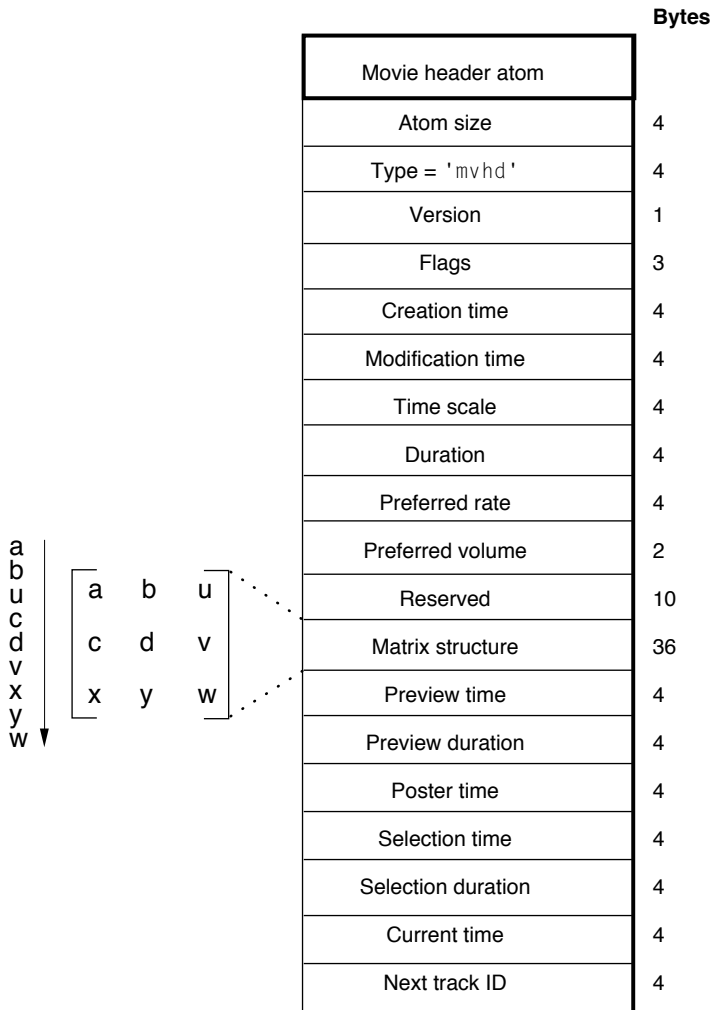 Bytes
Movie header atom
Atom size 4
Type = 'mvhd' 4
Version 1
Flags 3
Creation time 4
Modification time 4
Time scale 4
Duration 4
Preferred rate 4
Preferred volume 2
Reserved 10
Matrix structure 36
Preview time 4
Preview duration 4
Poster time 4
Selection time 4
Selection duration 4
Current time 4
Next track ID 4
a
b
u
c
d
v
x
y
w
a b u
c d v
x y w